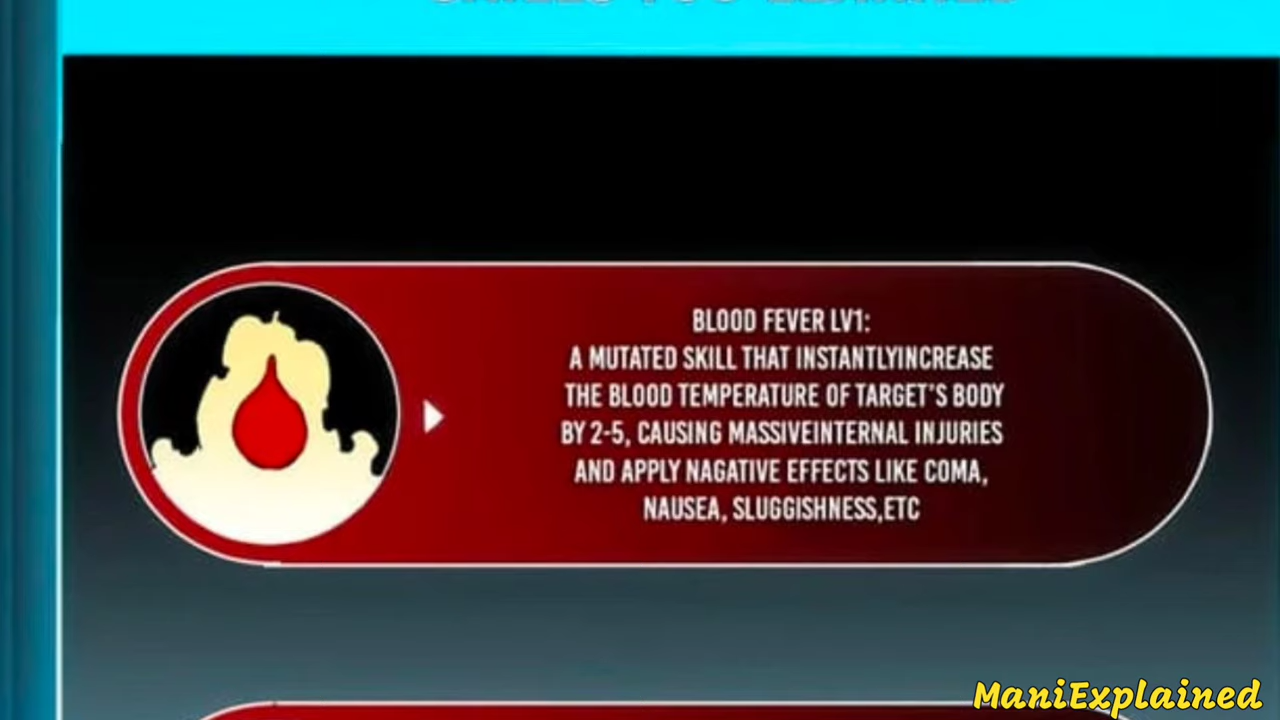 BLOOD FEVER LV1:
A MUTATED SKILL THAT INSTANTLYINCREASE
THE BLOOD TEMPERATURE OF TARGET'S BODY
BY 2-5, CAUSING MASSIVEINTERNAL INJURIES
AND APPLY NAGATIVE EFFECTS LIKE COMA,
NAUSEA, SLUGGISHNESS,ETC
ManiExplained